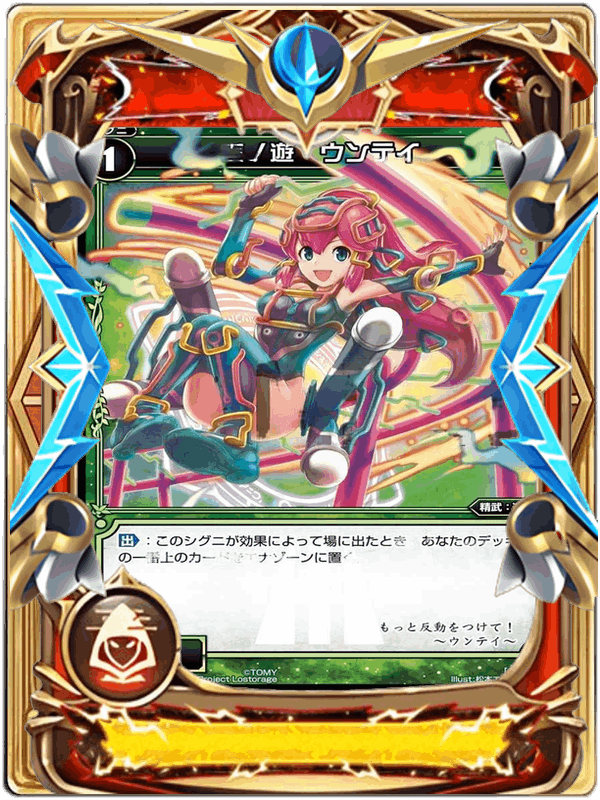 1
ノ遊 ウンテイ
精武：
出：このシグニが効果によって場に出たとき あなたのデッキ
の一番上のカード
ナゾーンに置く
もっと反動をつけて！
～ウンテイ～
©TOMY
Project Lostorage
Illust:松本